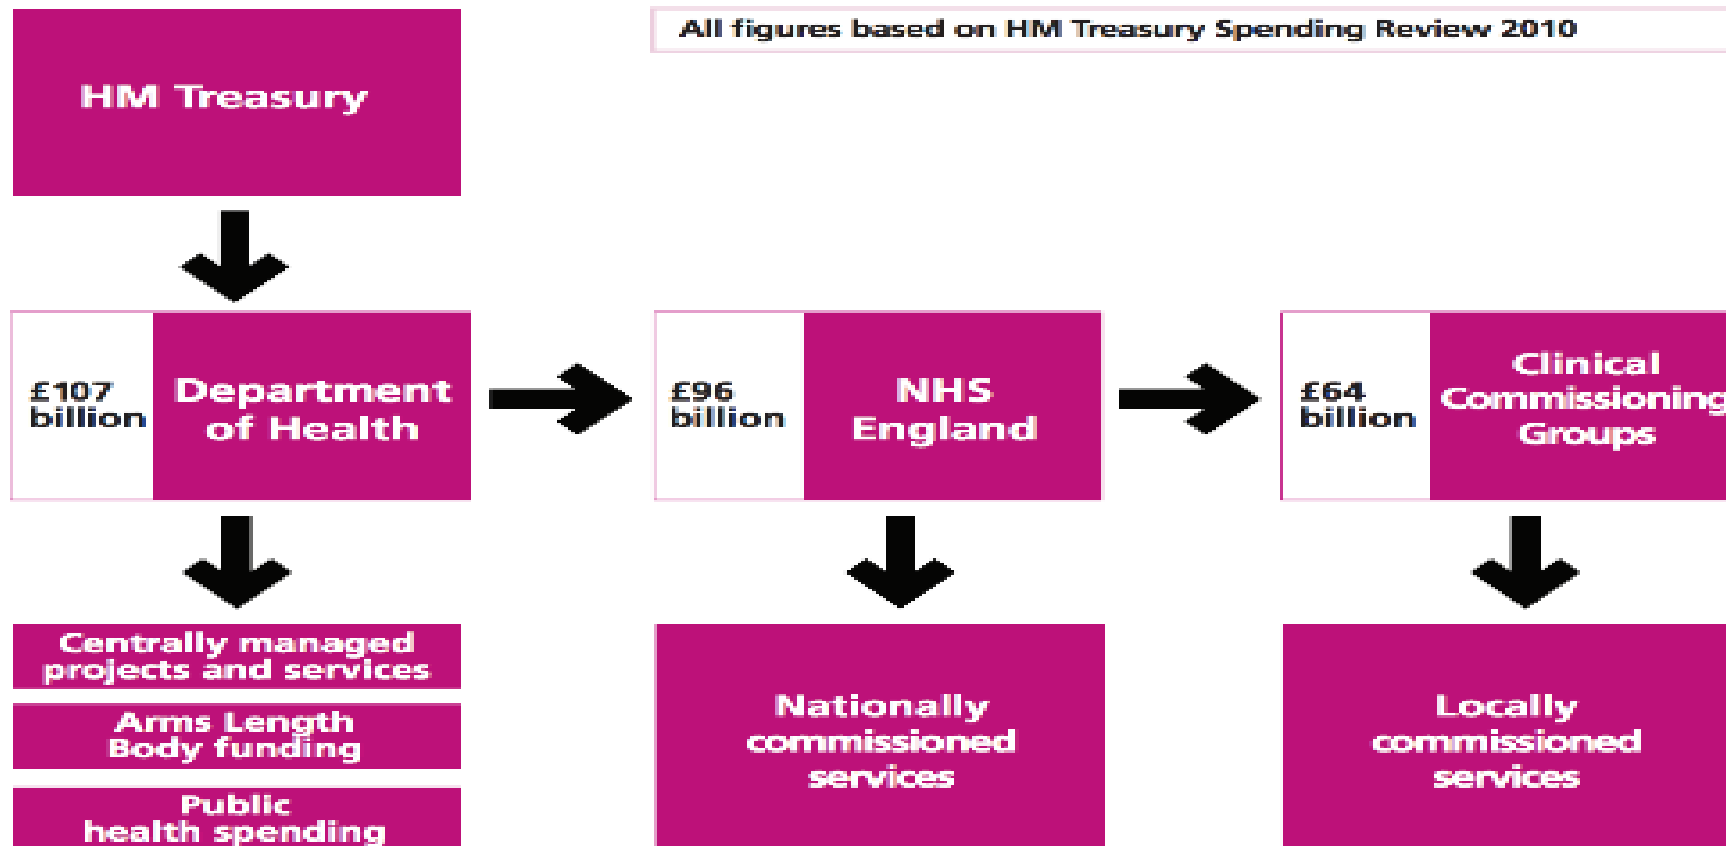 HM Treasury
All figures based on HM Treasury Spending Review 2010
£107
billion
Department
of Health
£96
billion
NHS
England
£64
billion
Clinical
Commissioning
Groups
Centrally managed
projects and services
Arms Length
Body funding
Public
health spending
Nationally
commissioned
services
Locally
commissioned
services